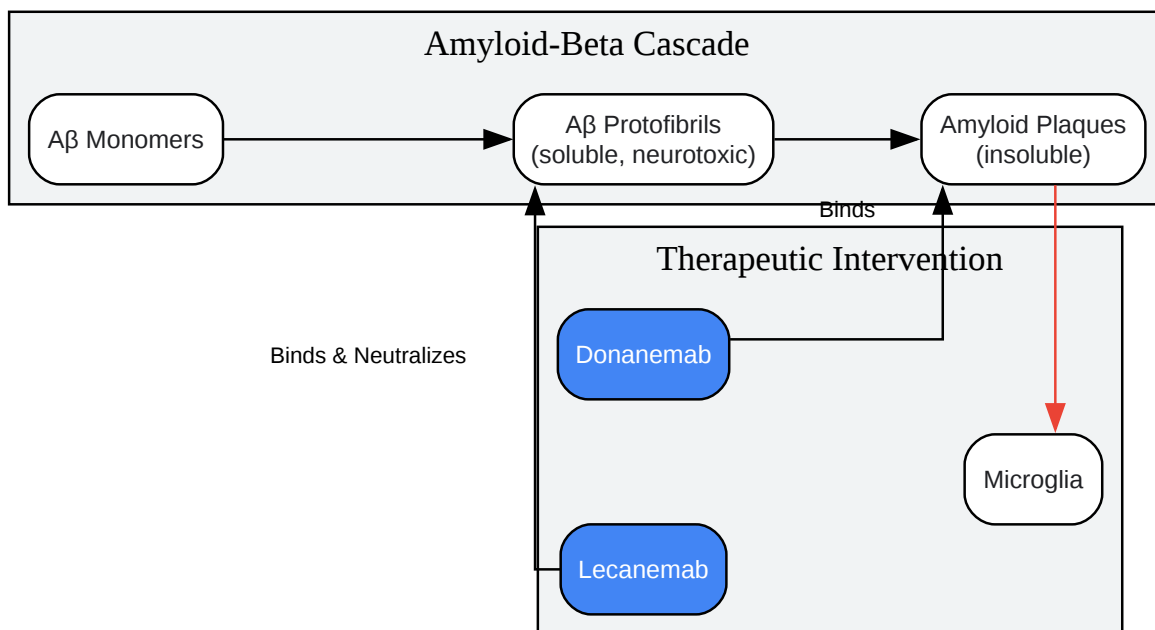 Amyloid-Beta Cascade
Aβ Monomers
Aβ Protofibrils
(soluble, neurotoxic)
Amyloid Plaques
(insoluble)
Binds
Therapeutic Intervention
Binds & Neutralizes
Donanemab
Microglia
Lecanemab